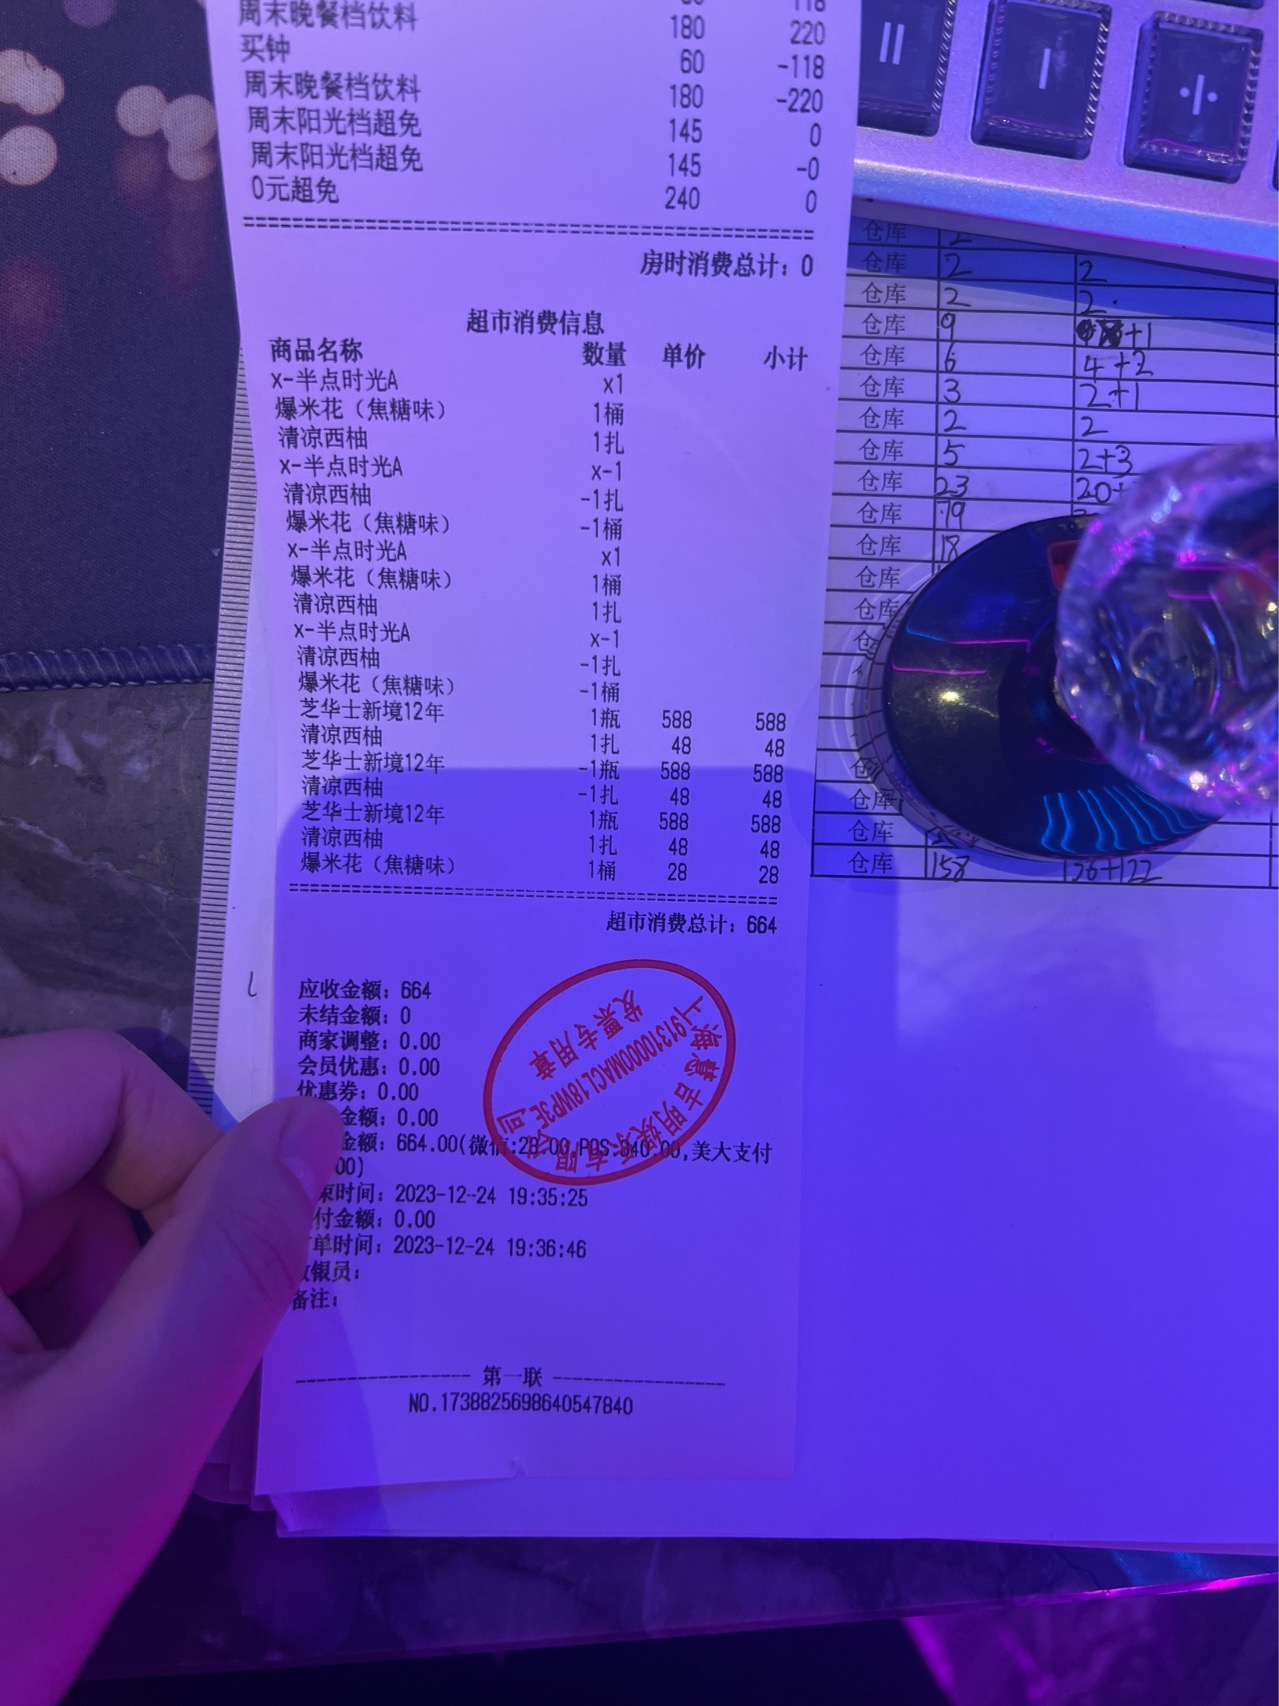 周末晚餐档饮料 180 220
买钟 60 -118
周末晚餐档饮料 180 -220
周末阳光档超免 145 0
周末阳光档超免 145 -0
0元超免 240 0
房时消费总计：0
超市消费信息
商品名称 数量 单价 小计
x-半点时光A x1
爆米花（焦糖味） 1桶
清凉西柚 1扎
x-半点时光A x-1
清凉西柚 -1扎
爆米花（焦糖味） -1桶
x-半点时光A x1
爆米花（焦糖味） 1桶
清凉西柚 1扎
x-半点时光A x-1
清凉西柚 -1扎
爆米花（焦糖味） -1桶
芝华士新境12年 1瓶 588 588
清凉西柚 1扎 48 48
芝华士新境12年 -1瓶 588 588
清凉西柚 -1扎 48 48
芝华士新境12年 1瓶 588 588
清凉西柚 1扎 48 48
爆米花（焦糖味） 1桶 28 28
超市消费总计：664
应收金额：664
未结金额：0
商家调整：0.00
会员优惠：0.00
优惠券：0.00
金额：0.00
金额：664.00(微信:28.00,POS:640.00,美大支付
00)
束时间：2023-12-24 19:35:25
付金额：0.00
单时间：2023-12-24 19:36:46
银员：
备注：
第一联
NO.1738825698640547840
发票专用章
91310000MACL18WP3E
仓库 2
仓库 2 2
仓库 2 2
仓库 9 +1
仓库 6 4+2
仓库 3 2+1
仓库 2 2
仓库 5 2+3
仓库 23 20+
仓库 79
仓库 18
仓库
仓库
仓库
仓库 158 122
=
-
÷